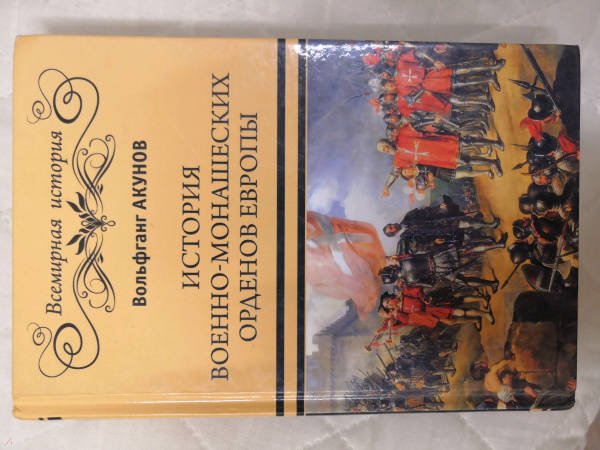 Всемирная история
Вольфганг АКУНОВ
ИСТОРИЯ
ВОЕННО-МОНАШЕСКИХ
ОРДЕНОВ ЕВРОПЫ